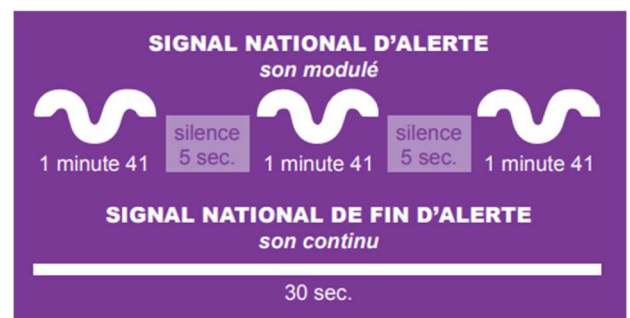 SIGNAL NATIONAL D'ALERTE
son modulé
silence
5 sec.
silence
5 sec.
1 minute 41
1 minute 41
1 minute 41
SIGNAL NATIONAL DE FIN D'ALERTE
son continu
30 sec.